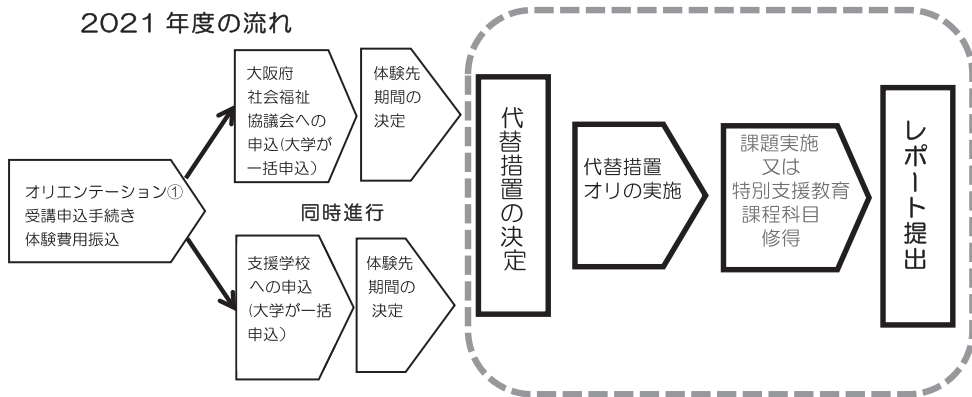 2021 年度の流れ
オリエンテーション①
受講申込手続き
体験費用振込
大阪府
社会福祉
協議会への
申込(大学が
一括申込)
体験先
期間の
決定
同時進行
支援学校
への申込
(大学が一括
申込)
体験先
期間の
決定
代替措置の決定
代替措置
オリの実施
課題実施
又は
特別支援教育
課程科目
修得
レポート提出